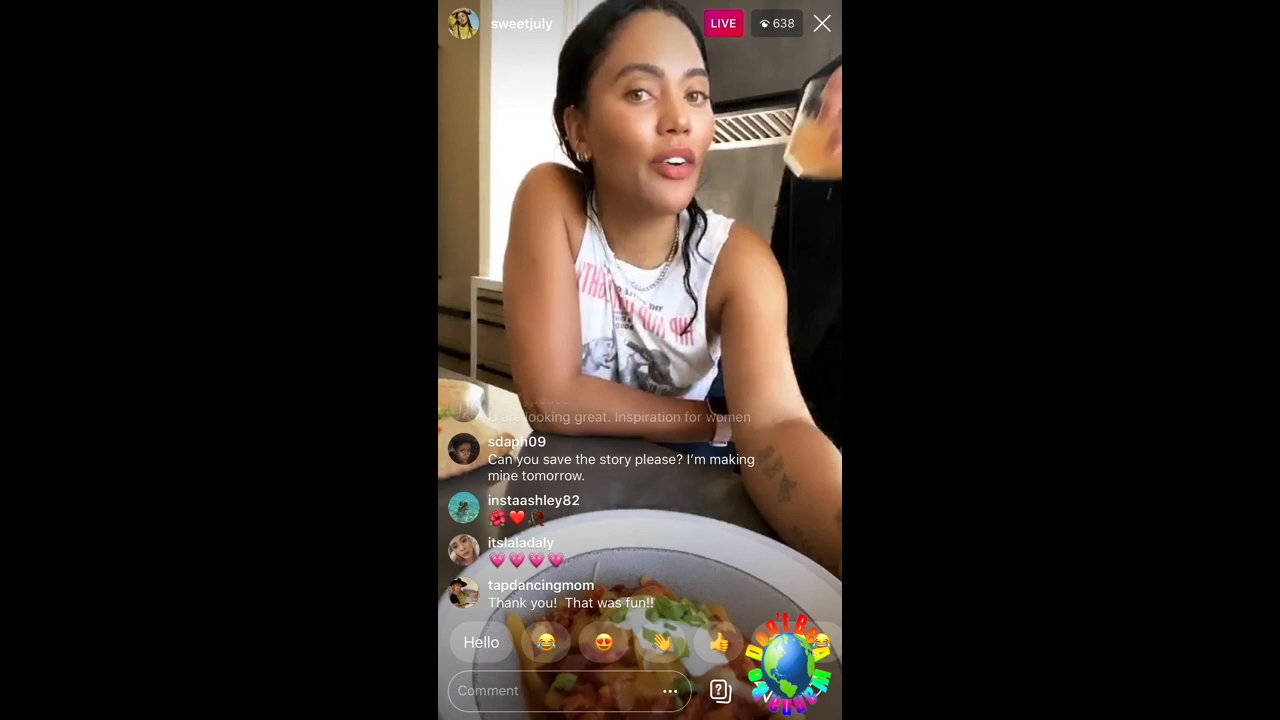 sweetjuly
LIVE
638
are looking great. Inspiration for women
sdaph09
Can you save the story please? I'm making
mine tomorrow.
instaashley82
🌺❤️🥀
itslaladaly
💗💗💗💗
tapdancingmom
Thank you!  That was fun!!
Hello
Comment
Don't